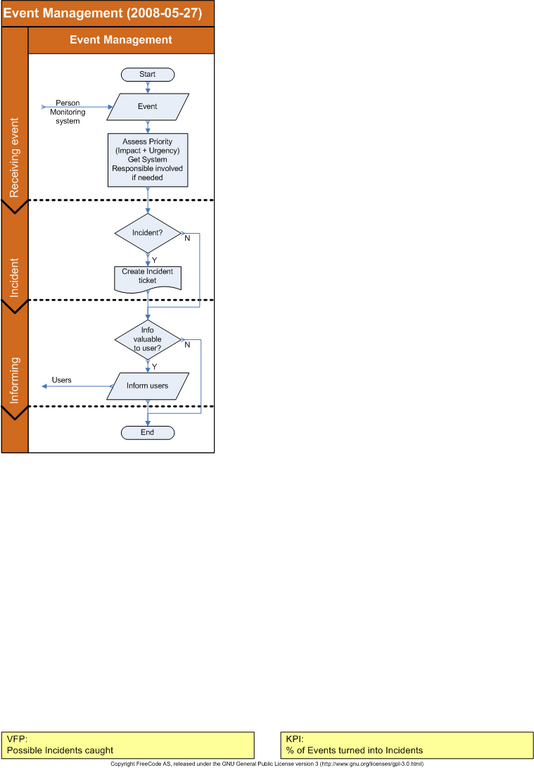 Event Management (2008-05-27)
Event Management
Receiving event
Start
Person
Monitoring
system
Event
Assess Priority
(Impact + Urgency)
Get System
Responsible involved
if needed
Incident
Incident?
N
Y
Create Incident
ticket
Informing
Info
valuable
to user?
N
Y
Users
Inform users
End
VFP:
Possible Incidents caught
KPI:
% of Events turned into Incidents
Copyright FreeCode AS, released under the GNU General Public License version 3 (http://www.gnu.org/licenses/gpl-3.0.html)